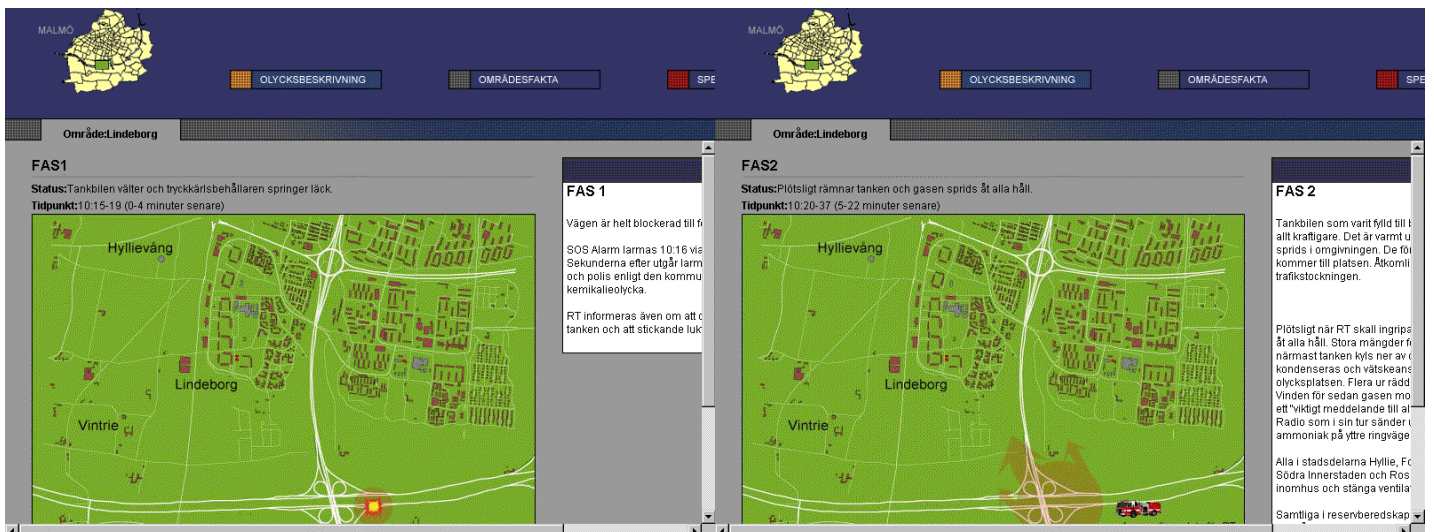 MALMÖ
OLYCKSBESKRIVNING
OMRÅDESFAKTA
SPE
Område:Lindeborg
FAS1
Status:Tankbilen välter och tryckkärlsbehållaren springer läck.
Tidpunkt:10:15-19 (0-4 minuter senare)
Hyllievång
Lindeborg
Vintrie
FAS 1
Vägen är helt blockerad till f
SOS Alarm larmas 10:16 via
Sekunderna efter utgår larm
och polis enligt den kommu
kemikalieolycka.
RT informeras även om att
tanken och att stickande luk
MALMÖ
OLYCKSBESKRIVNING
OMRÅDESFAKTA
SPE
Område:Lindeborg
FAS2
Status:Plötsligt rämnar tanken och gasen sprids åt alla håll.
Tidpunkt:10:20-37 (5-22 minuter senare)
Hyllievång
Lindeborg
Vintrie
FAS 2
Tankbilen som varit fylld till
allt kraftigare. Det är varmt u
sprids i omgivningen. De fö
kommer till platsen. Åtkomli
trafikstockningen.
Plötsligt när RT skall ingripa
åt alla håll. Stora mängder f
närmast tanken kyls ner av
kondenseras och vätskeans
olycksplatsen. Flera ur rädd
Vinden för sedan gasen mo
ett "viktigt meddelande till al
Radio som i sin tur sänder u
ammoniak på yttre ringväge
Alla i stadsdelarna Hyllie, Fo
Södra Innerstaden och Ros
inomhus och stänga ventila
Samtliga i reservberedskap